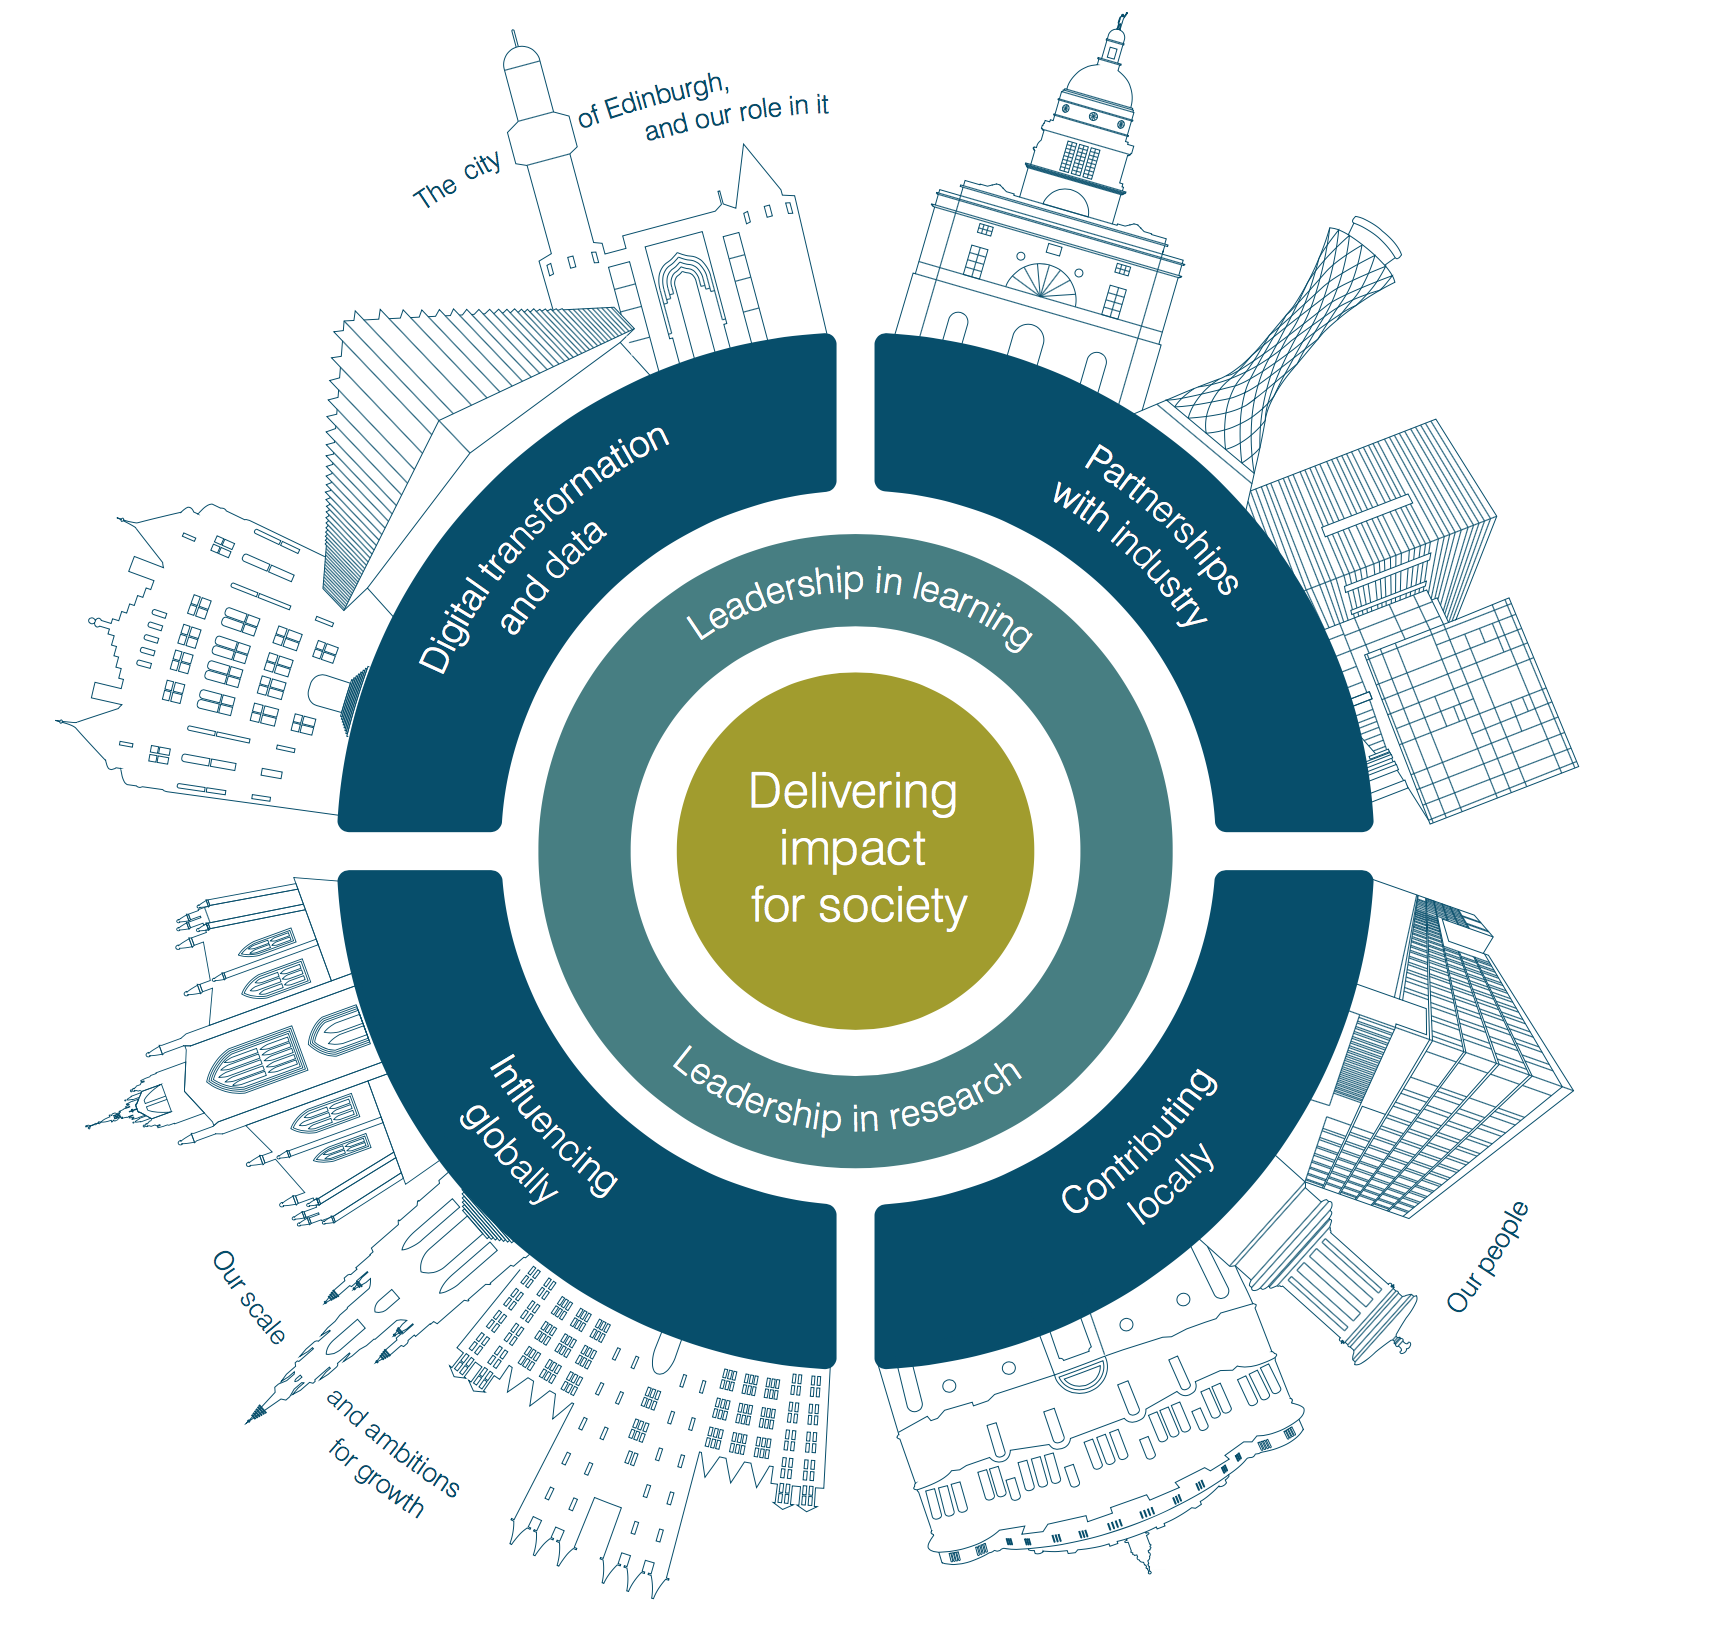 The city
of Edinburgh,
and our role in it
Digital transformation
and data
Partnerships
with industry
Leadership in learning
Delivering
impact
for society
Leadership in research
Influencing
globally
Contributing
locally
Our scale
and ambitions
for growth
Our people